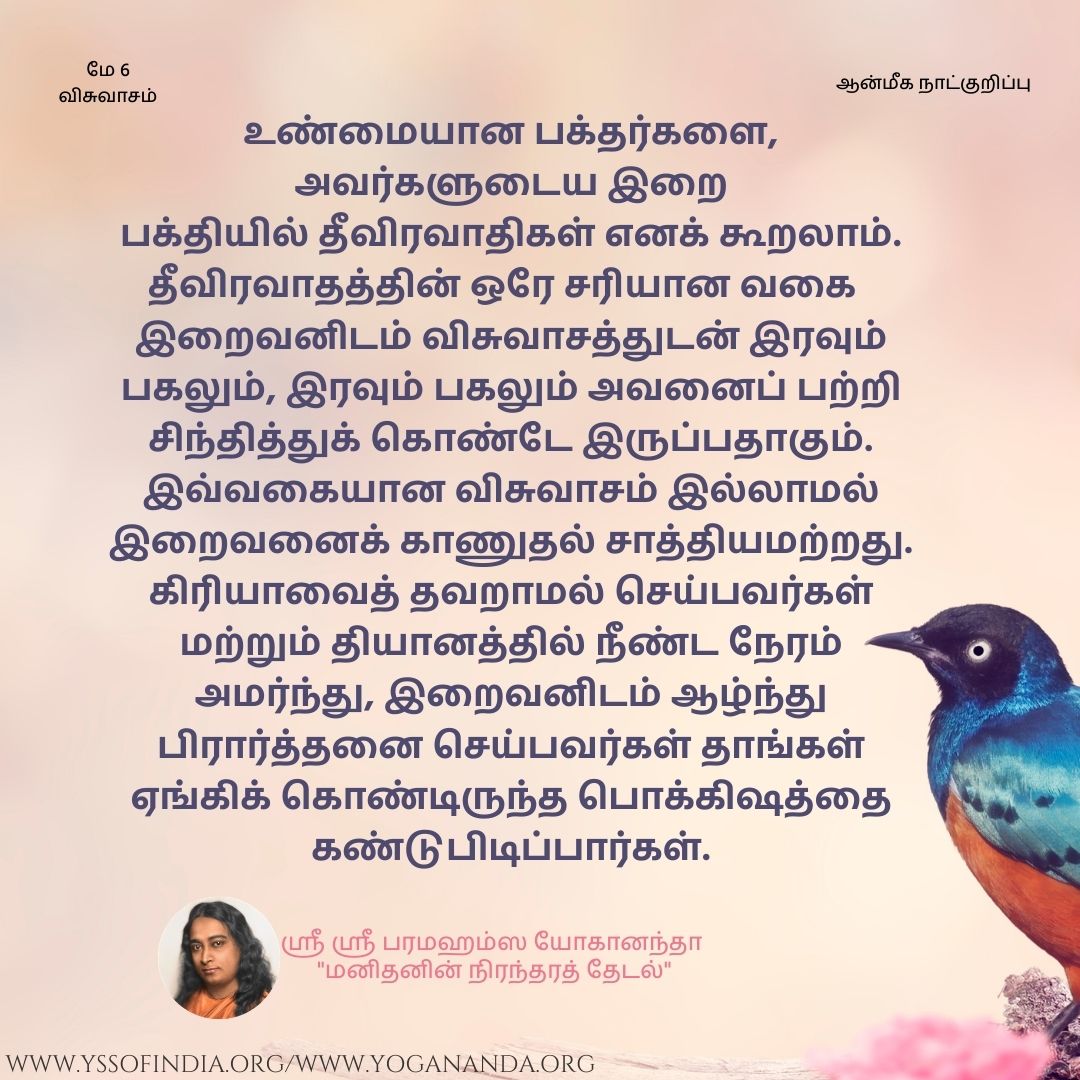 மே 6
விசுவாசம்
ஆன்மீக நாட்குறிப்பு
உண்மையான பக்தர்களை,
அவர்களுடைய இறை
பக்தியில் தீவிரவாதிகள் எனக் கூறலாம்.
தீவிரவாதத்தின் ஒரே சரியான வகை
இறைவனிடம் விசுவாசத்துடன் இரவும்
பகலும், இரவும் பகலும் அவனைப் பற்றி
சிந்தித்துக் கொண்டே இருப்பதாகும்.
இவ்வகையான விசுவாசம் இல்லாமல்
இறைவனைக் காணுதல் சாத்தியமற்றது.
கிரியாவைத் தவறாமல் செய்பவர்கள்
மற்றும் தியானத்தில் நீண்ட நேரம்
அமர்ந்து, இறைவனிடம் ஆழ்ந்து
பிரார்த்தனை செய்பவர்கள் தாங்கள்
ஏங்கிக் கொண்டிருந்த பொக்கிஷத்தை
கண்டுபிடிப்பார்கள்.
ஸ்ரீ ஸ்ரீ பரமஹம்ஸ யோகானந்தா
"மனிதனின் நிரந்தரத் தேடல்"
WWW.YSSOFINDIA.ORG/WWW.YOGANANDA.ORG